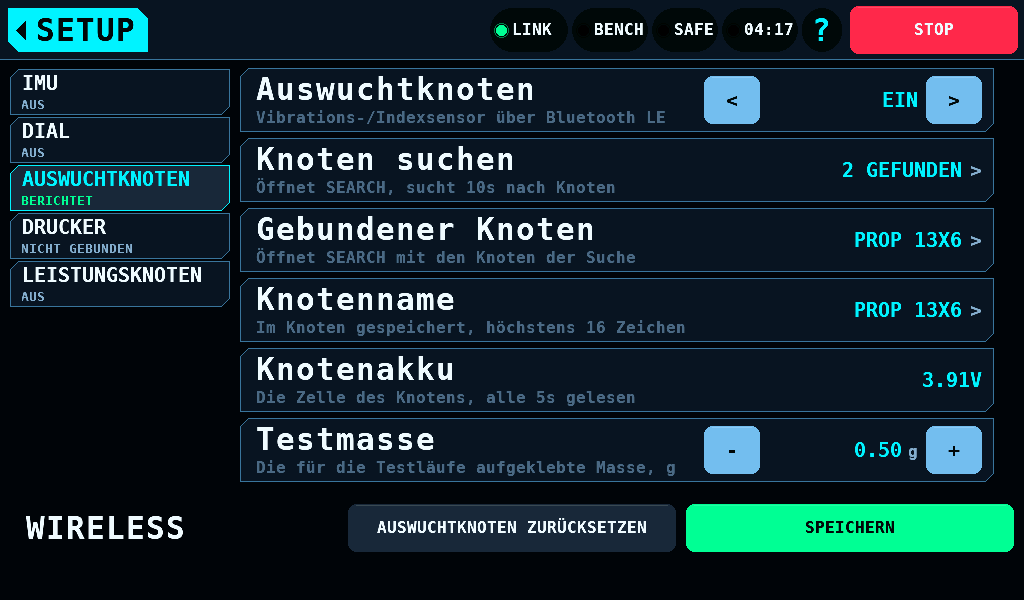 SETUP
LINK
BENCH
SAFE
04:17
?
STOP
IMU
AUS
DIAL
AUS
AUSWUCHTKNOTEN
BERICHTET
DRUCKER
NICHT GEBUNDEN
LEISTUNGSKNOTEN
AUS
Auswuchtknoten
Vibrations-/Indexsensor über Bluetooth LE
<
EIN
>
Knoten suchen
Öffnet SEARCH, sucht 10s nach Knoten
2 GEFUNDEN >
Gebundener Knoten
Öffnet SEARCH mit den Knoten der Suche
PROP 13X6 >
Knotenname
Im Knoten gespeichert, höchstens 16 Zeichen
PROP 13X6 >
Knotenakku
Die Zelle des Knotens, alle 5s gelesen
3.91V
Testmasse
Die für die Testläufe aufgeklebte Masse, g
-
0.50 g
+
WIRELESS
AUSWUCHTKNOTEN ZURÜCKSETZEN
SPEICHERN